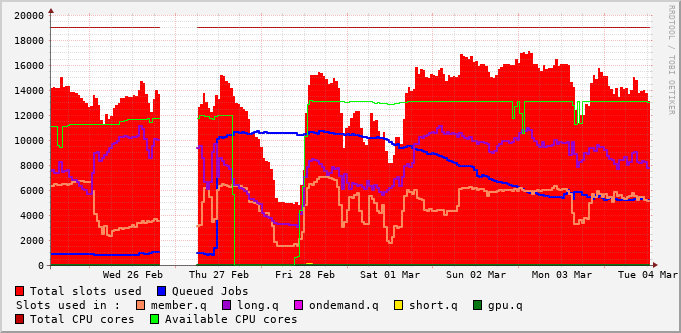 20000
18000
16000
14000
12000
10000
8000
6000
4000
2000
0
Wed 26 Feb Thu 27 Feb Fri 28 Feb Sat 01 Mar Sun 02 Mar Mon 03 Mar Tue 04 Mar
Total slots used Queued Jobs
Slots used in : member.q long.q ondemand.q short.q gpu.q
Total CPU cores Available CPU cores
RRDTOOL / TOBI OETIKER